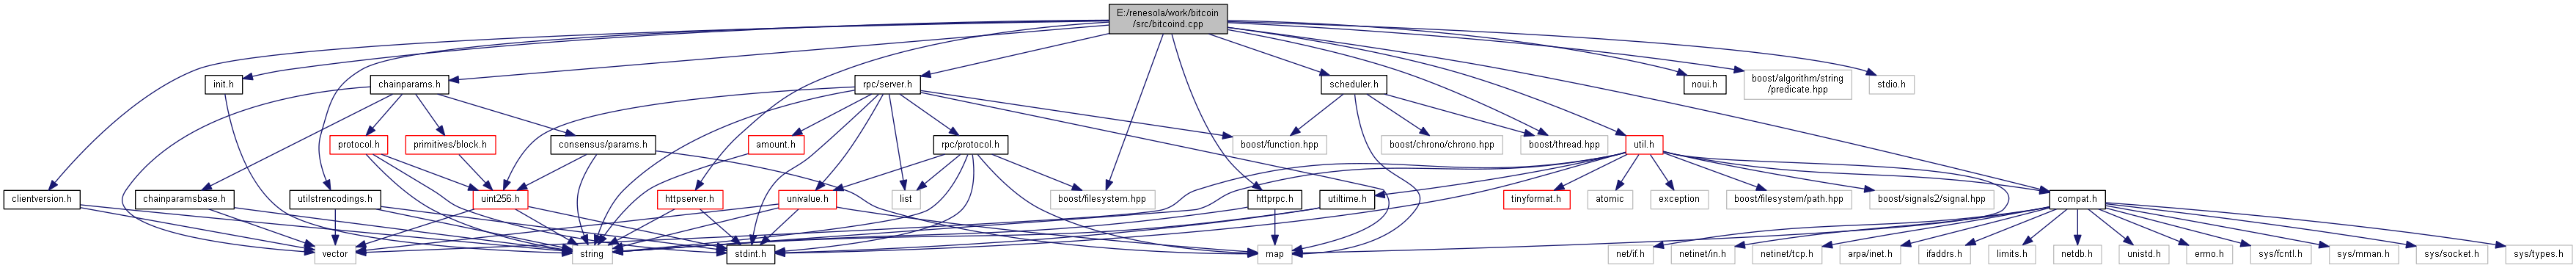 E:/renesola/work/bitcoin
/src/bitcoind.cpp
init.h
chainparams.h
rpc/server.h
scheduler.h
noui.h
boost/algorithm/string
/predicate.hpp
stdio.h
protocol.h
primitives/block.h
consensus/params.h
amount.h
rpc/protocol.h
boost/function.hpp
boost/chrono/chrono.hpp
boost/thread.hpp
util.h
clientversion.h
chainparamsbase.h
utilstrencodings.h
uint256.h
httpserver.h
univalue.h
list
boost/filesystem.hpp
httprpc.h
utiltime.h
tinyformat.h
atomic
exception
boost/filesystem/path.hpp
boost/signals2/signal.hpp
compat.h
vector
string
stdint.h
map
net/if.h
netinet/in.h
netinet/tcp.h
arpa/inet.h
ifaddrs.h
limits.h
netdb.h
unistd.h
errno.h
sys/fcntl.h
sys/mman.h
sys/socket.h
sys/types.h